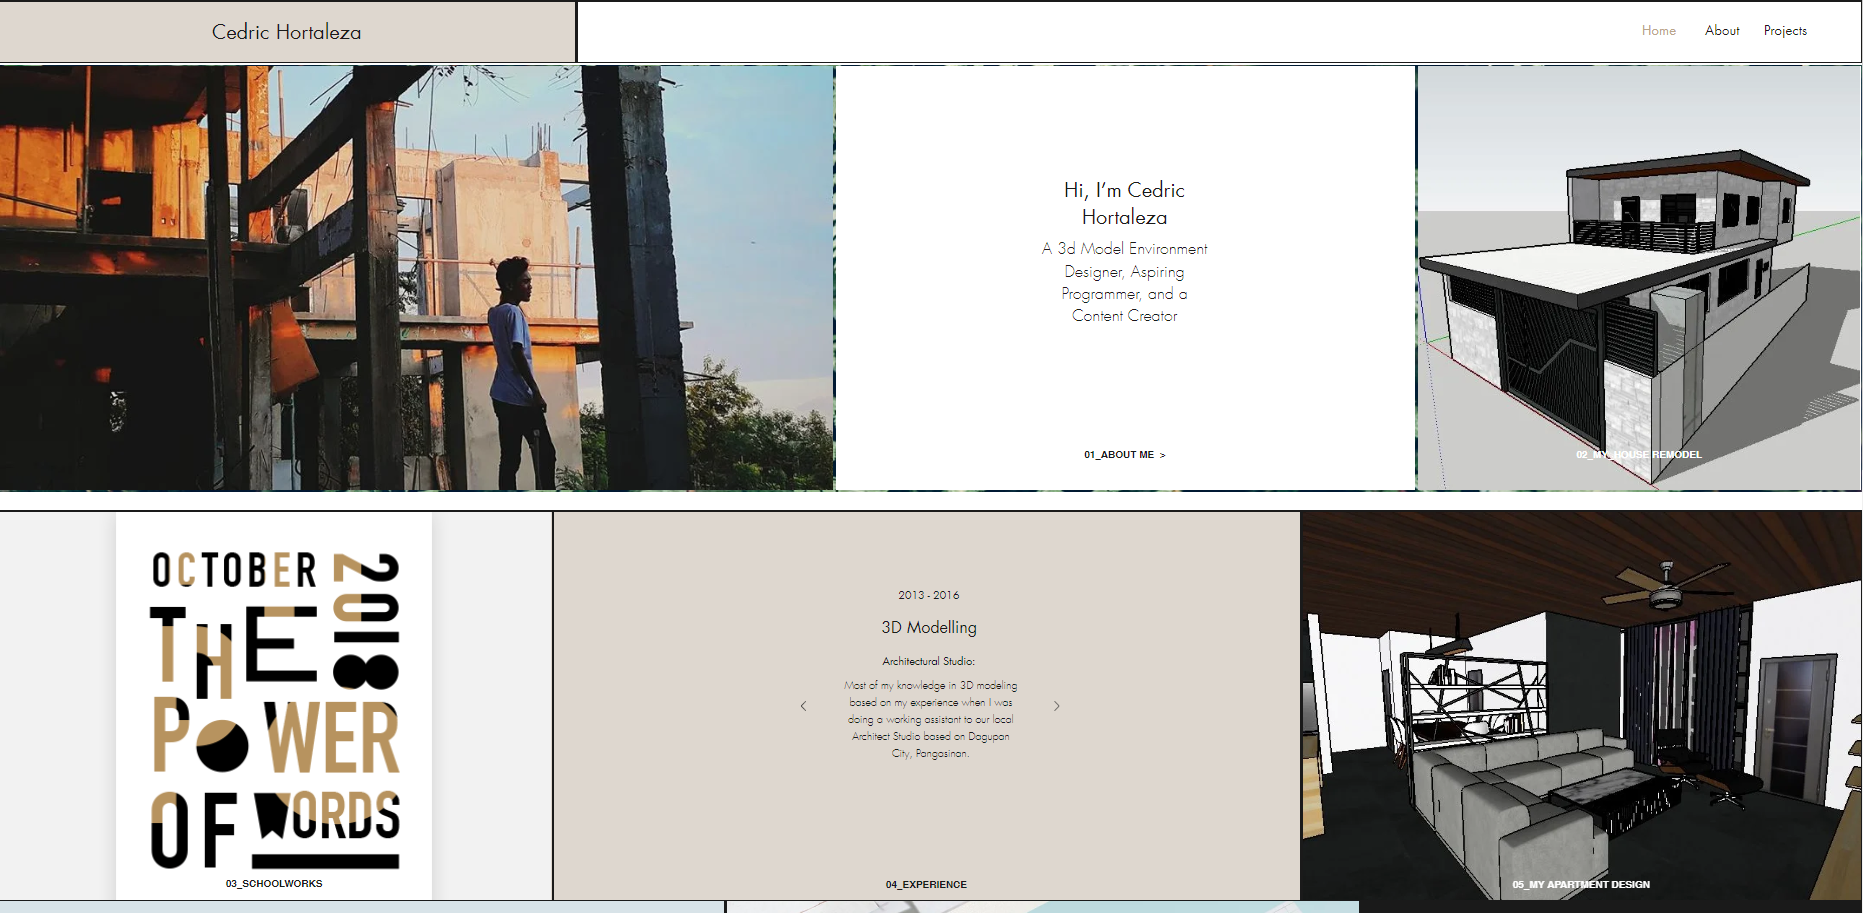 Cedric Hortaleza
Home About Projects
Hi, I'm Cedric
Hortaleza
A 3d Model Environment
Designer, Aspiring
Programmer, and a
Content Creator
01_ABOUT ME >
02_MY_HOUSE REMODEL
OCTOBER
2018
THE
POWER
OF WORDS
03_SCHOOLWORKS
2013 - 2016
3D Modelling
Architectural Studio:
Most of my knowledge in 3D modeling
based on my experience when I was
doing a working assistant to our local
Architect Studio based on Dagupan
City, Pangasinan.
04_EXPERIENCE
05_MY APARTMENT DESIGN